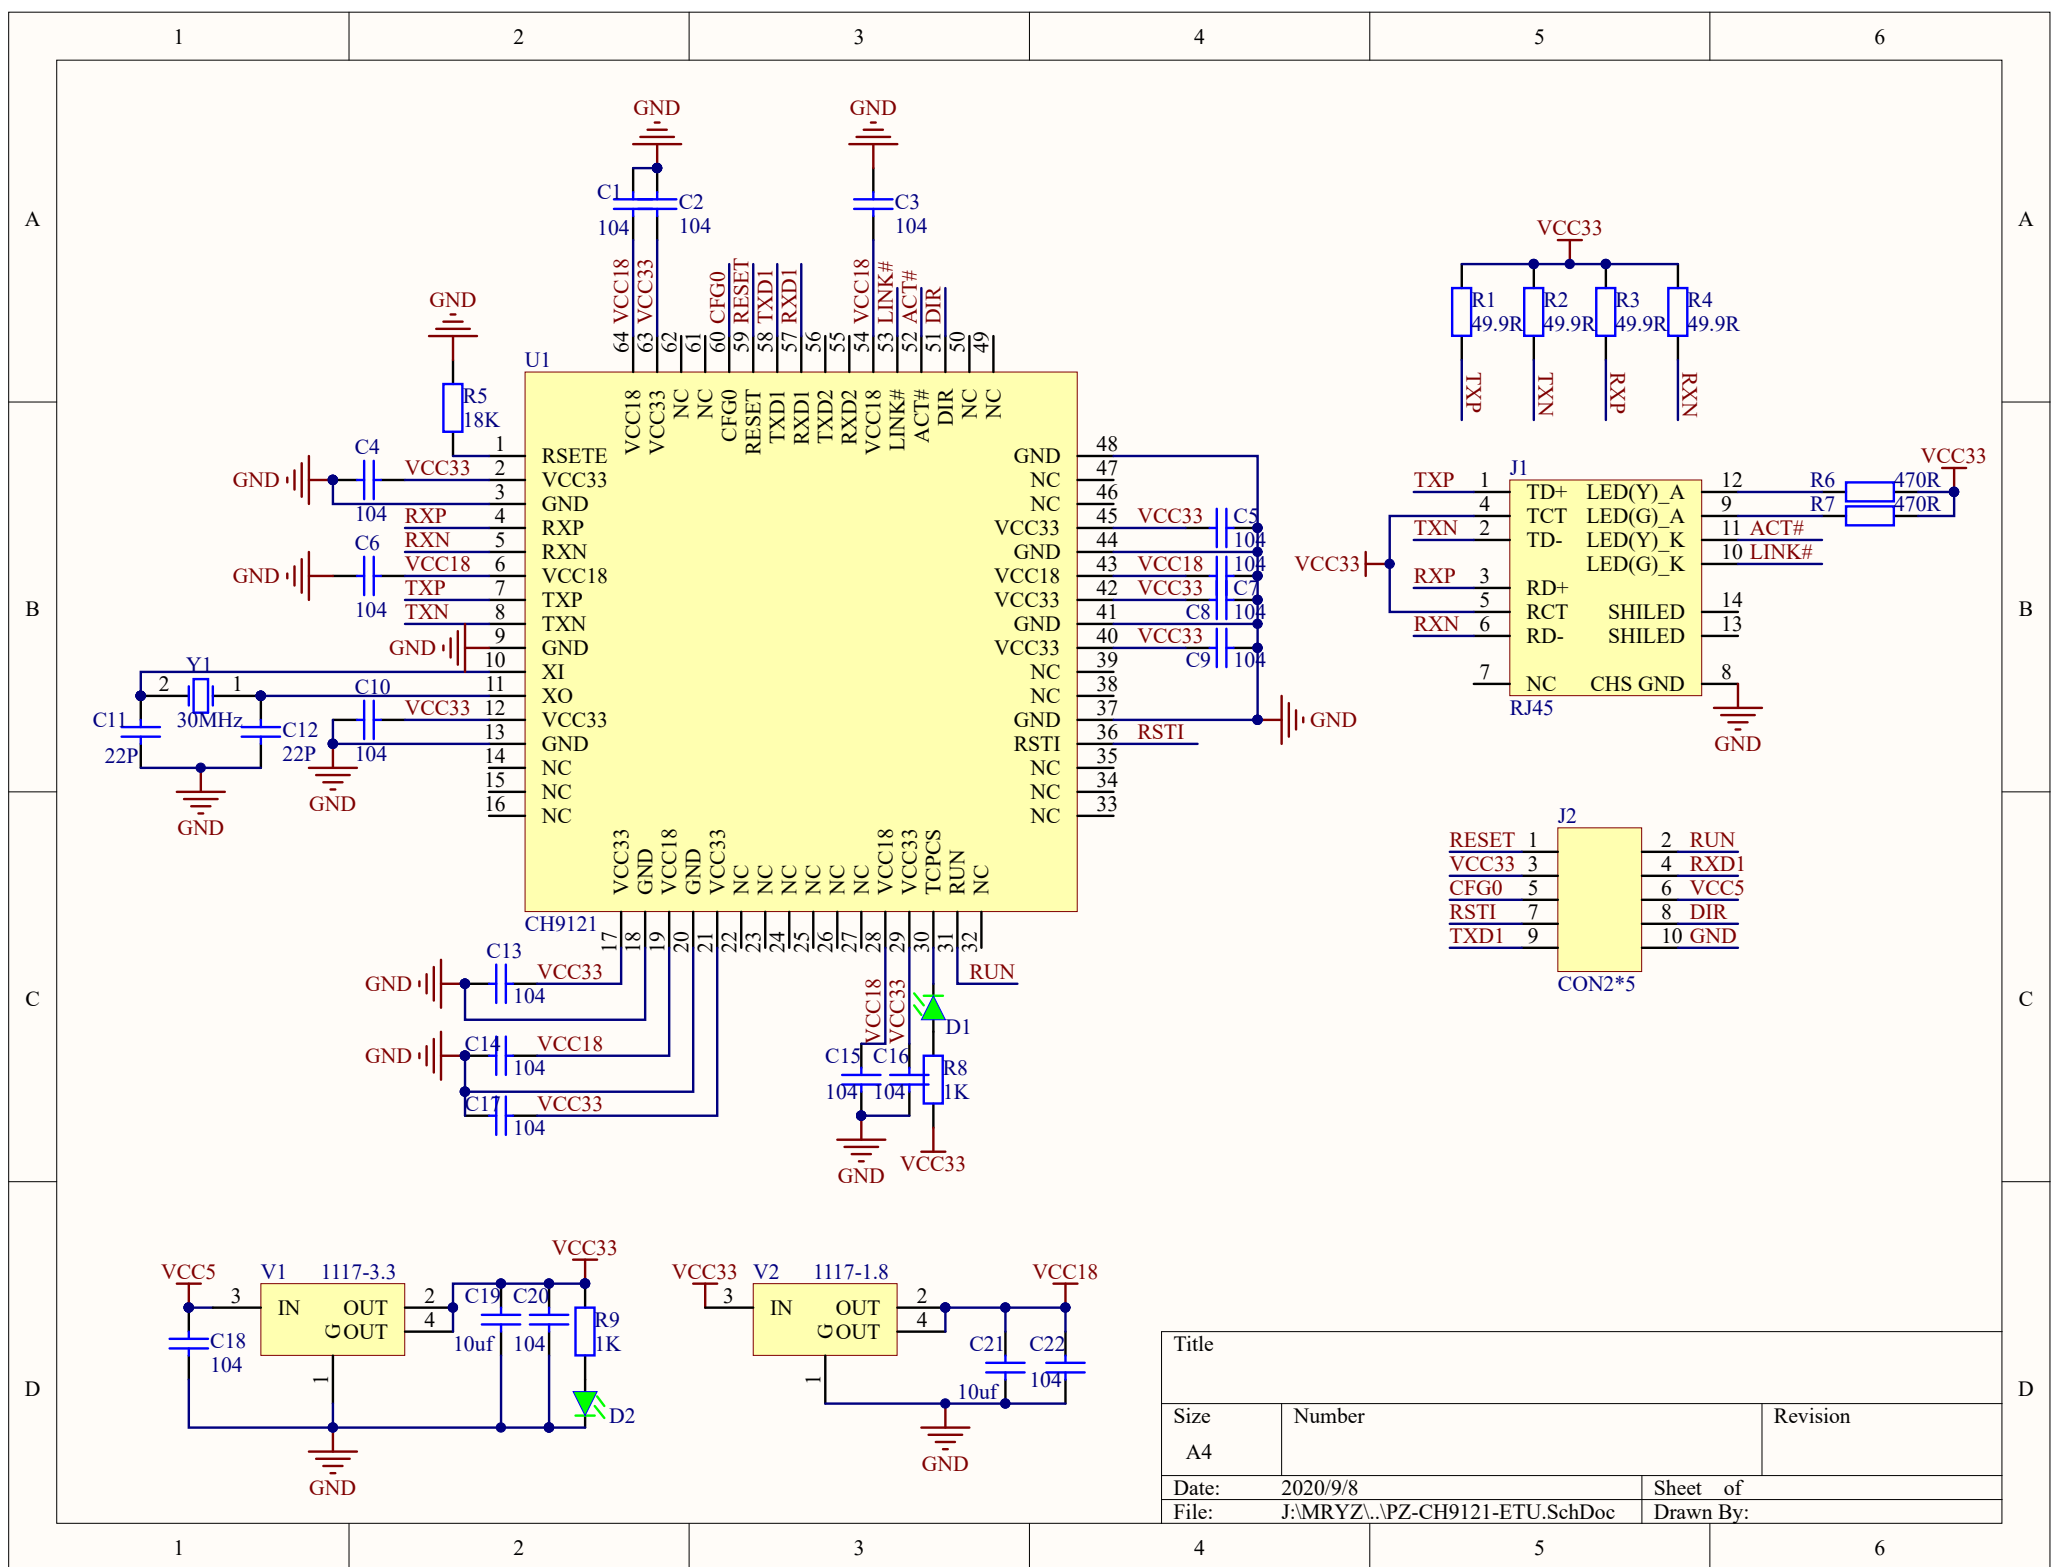 1 2 3 4 5 6
A
B
C
D
A
B
C
D
GND
GND
C1
104
C2
104
C3
104
VCC18
VCC33
CFG0
RESET
TXD1
RXD1
VCC18
LINK#
ACT#
DIR
64 63 62 61 60 59 58 57 56 55 54 53 52 51 50 49
VCC18 VCC33 NC NC CFG0 RESET TXD1 RXD1 TXD2 RXD2 VCC18 LINK# ACT# DIR NC NC
GND
R5
18K
U1
1 RSETE
2 VCC33
3 GND
4 RXP
5 RXN
6 VCC18
7 TXP
8 TXN
9 GND
10 XI
11 XO
12 VCC33
13 GND
14 NC
15 NC
16 NC
C4
GND
VCC33
104
RXP
RXN
C6
GND
VCC18
104
TXP
TXN
GND
Y1
2 1
30MHz
C11
22P
C12
22P
GND
C10
VCC33
104
GND
GND 48
NC 47
NC 46
VCC33 45
GND 44
VCC18 43
VCC33 42
GND 41
VCC33 40
NC 39
NC 38
GND 37
RSTI 36
NC 35
NC 34
NC 33
VCC33 C5
104
VCC18 104
VCC33 C7
C8 104
VCC33
C9 104
GND
RSTI
VCC33 GND VCC18 GND VCC33 NC NC NC NC NC NC VCC18 VCC33 TCPCS RUN NC
CH9121
17 18 19 20 21 22 23 24 25 26 27 28 29 30 31 32
C13
GND
VCC33
104
C14
GND
VCC18
104
C17
VCC33
104
VCC18
VCC33
RUN
D1
C15
104
C16
104
R8
1K
GND
VCC33
VCC33
R1
49.9R
R2
49.9R
R3
49.9R
R4
49.9R
TXP
TXN
RXP
RXN
J1
TXP 1 TD+
4 TCT
TXN 2 TD-
VCC33
RXP 3 RD+
5 RCT
RXN 6 RD-
7 NC
LED(Y)_A 12
LED(G)_A 9
LED(Y)_K 11 ACT#
LED(G)_K 10 LINK#
SHILED 14
SHILED 13
CHS GND 8
RJ45
GND
VCC33
R6 470R
R7 470R
J2
RESET 1 2 RUN
VCC33 3 4 RXD1
CFG0 5 6 VCC5
RSTI 7 8 DIR
TXD1 9 10 GND
CON2*5
VCC5
V1 1117-3.3
3 IN OUT 2
G OUT 4
1
C18
104
C19
10uf
C20
104
VCC33
R9
1K
D2
GND
VCC33
V2 1117-1.8
3 IN OUT 2
G OUT 4
1
VCC18
C21
10uf
C22
104
GND
Title
Size
A4
Number
Revision
Date: 2020/9/8
Sheet of
File: J:\MRYZ\..\PZ-CH9121-ETU.SchDoc
Drawn By:
1 2 3 4 5 6